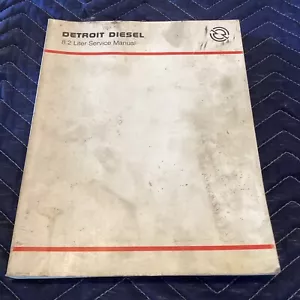 DETROIT DIESEL
8.2 Liter Service Manual